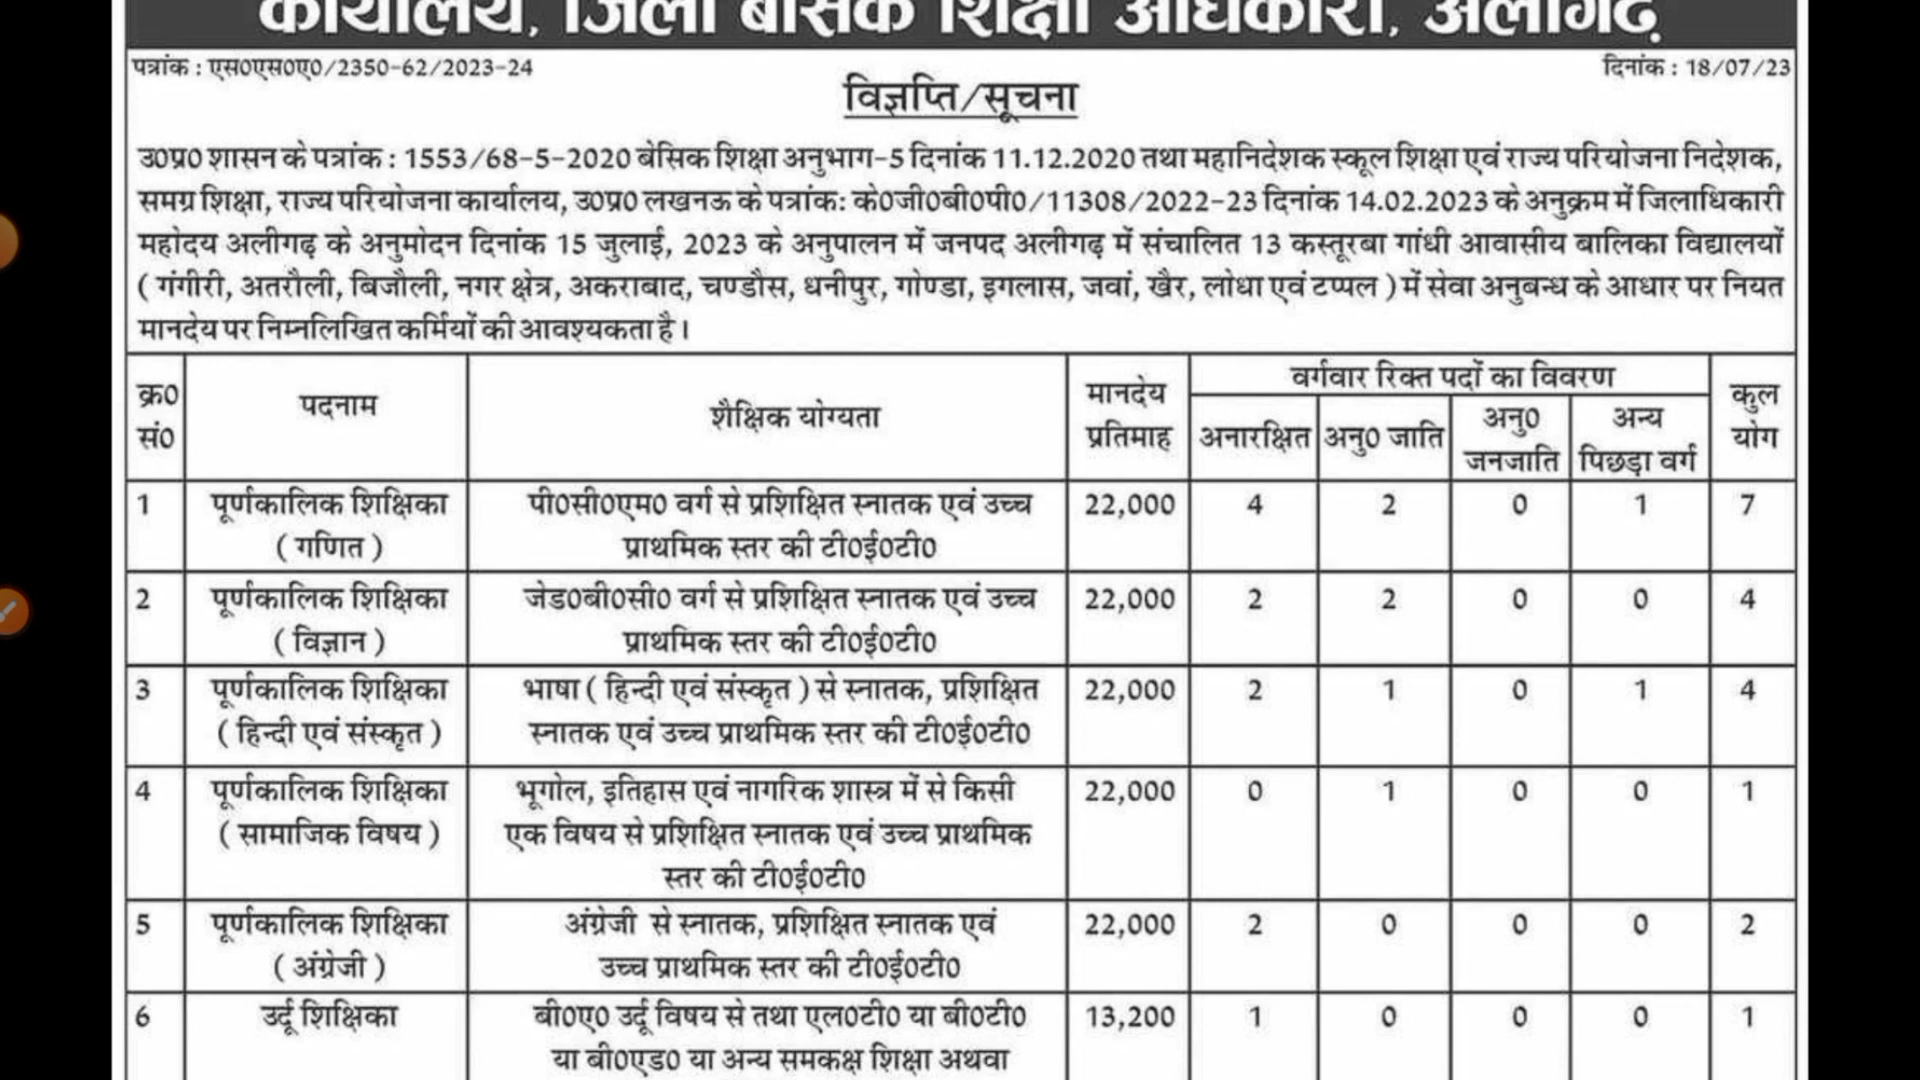 कार्यालय, जिला बेसिक शिक्षा अधिकारी, अलीगढ़
पत्रांक : एस0एस0ए0/2350-62/2023-24
दिनांक : 18/07/23
विज्ञप्ति/सूचना
उ0प्र0 शासन के पत्रांक : 1553/68-5-2020 बेसिक शिक्षा अनुभाग-5 दिनांक 11.12.2020 तथा महानिदेशक स्कूल शिक्षा एवं राज्य परियोजना निदेशक,
समग्र शिक्षा, राज्य परियोजना कार्यालय, उ0प्र0 लखनऊ के पत्रांक: के0जी0बी0पी0/11308/2022-23 दिनांक 14.02.2023 के अनुक्रम में जिलाधिकारी
महोदय अलीगढ़ के अनुमोदन दिनांक 15 जुलाई, 2023 के अनुपालन में जनपद अलीगढ़ में संचालित 13 कस्तूरबा गांधी आवासीय बालिका विद्यालयों
( गंगीरी, अतरौली, बिजौली, नगर क्षेत्र, अकराबाद, चण्डौस, धनीपुर, गोण्डा, इगलास, जवां, खैर, लोधा एवं टप्पल ) में सेवा अनुबन्ध के आधार पर नियत
मानदेय पर निम्नलिखित कर्मियों की आवश्यकता है।
क्र0 सं0 पदनाम शैक्षिक योग्यता मानदेय प्रतिमाह वर्गवार रिक्त पदों का विवरण कुल योग
अनारक्षित अनु0 जाति अनु0 जनजाति अन्य पिछड़ा वर्ग
1 पूर्णकालिक शिक्षिका पी0सी0एम0 वर्ग से प्रशिक्षित स्नातक एवं उच्च 22,000 4 2 0 1 7
( गणित ) प्राथमिक स्तर की टी0ई0टी0
2 पूर्णकालिक शिक्षिका जेड0बी0सी0 वर्ग से प्रशिक्षित स्नातक एवं उच्च 22,000 2 2 0 0 4
( विज्ञान ) प्राथमिक स्तर की टी0ई0टी0
3 पूर्णकालिक शिक्षिका भाषा ( हिन्दी एवं संस्कृत ) से स्नातक, प्रशिक्षित 22,000 2 1 0 1 4
( हिन्दी एवं संस्कृत ) स्नातक एवं उच्च प्राथमिक स्तर की टी0ई0टी0
4 पूर्णकालिक शिक्षिका भूगोल, इतिहास एवं नागरिक शास्त्र में से किसी 22,000 0 1 0 0 1
( सामाजिक विषय ) एक विषय से प्रशिक्षित स्नातक एवं उच्च प्राथमिक
स्तर की टी0ई0टी0
5 पूर्णकालिक शिक्षिका अंग्रेजी से स्नातक, प्रशिक्षित स्नातक एवं 22,000 2 0 0 0 2
( अंग्रेजी ) उच्च प्राथमिक स्तर की टी0ई0टी0
6 उर्दू शिक्षिका बी0ए0 उर्दू विषय से तथा एल0टी0 या बी0टी0 13,200 1 0 0 0 1
या बी0एड0 या अन्य समकक्ष शिक्षा अथवा